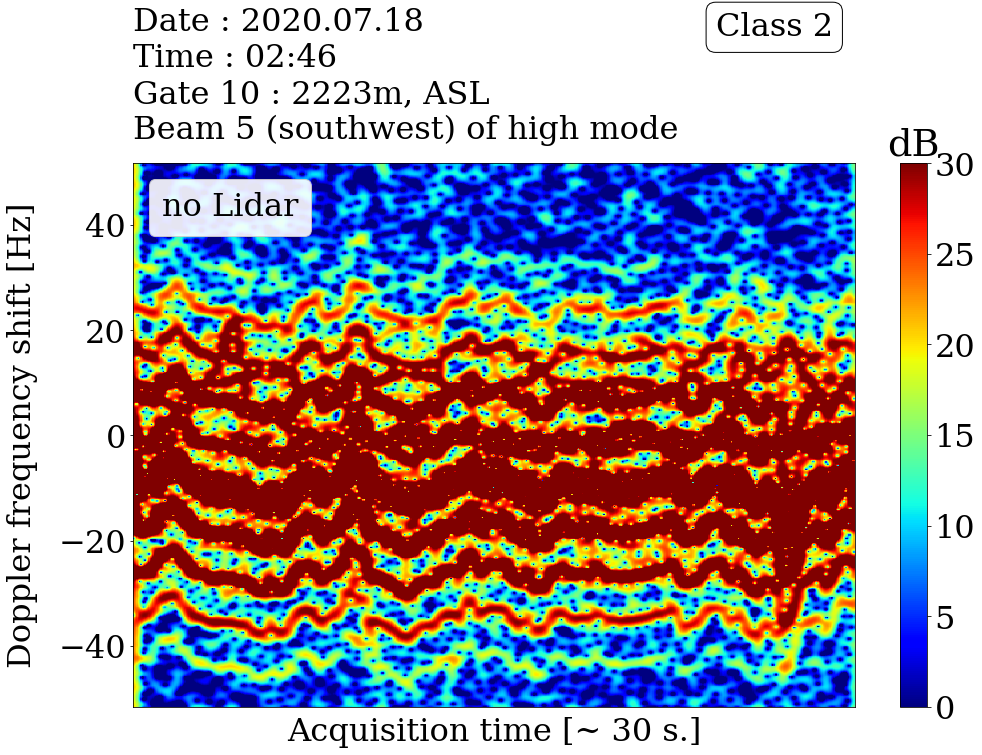 Date : 2020.07.18
Time : 02:46
Gate 10 : 2223m, ASL
Beam 5 (southwest) of high mode
Class 2
dB
no Lidar
Doppler frequency shift [Hz]
40
20
0
−20
−40
Acquisition time [~ 30 s.]
30
25
20
15
10
5
0